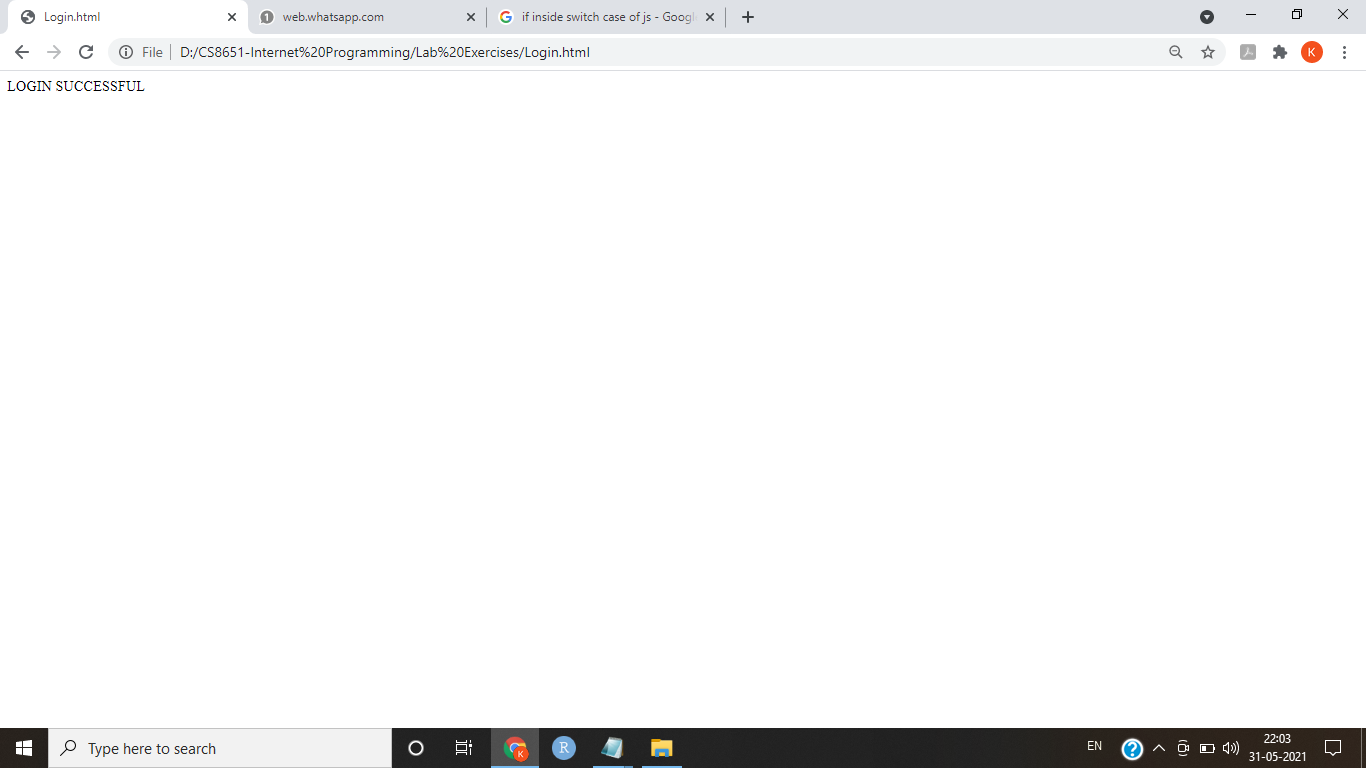 Login.html
1 web.whatsapp.com
if inside switch case of js - Googl
File D:/CS8651-Internet%20Programming/Lab%20Exercises/Login.html
K
LOGIN SUCCESSFUL
Type here to search
K
R
EN
?
22:03
31-05-2021